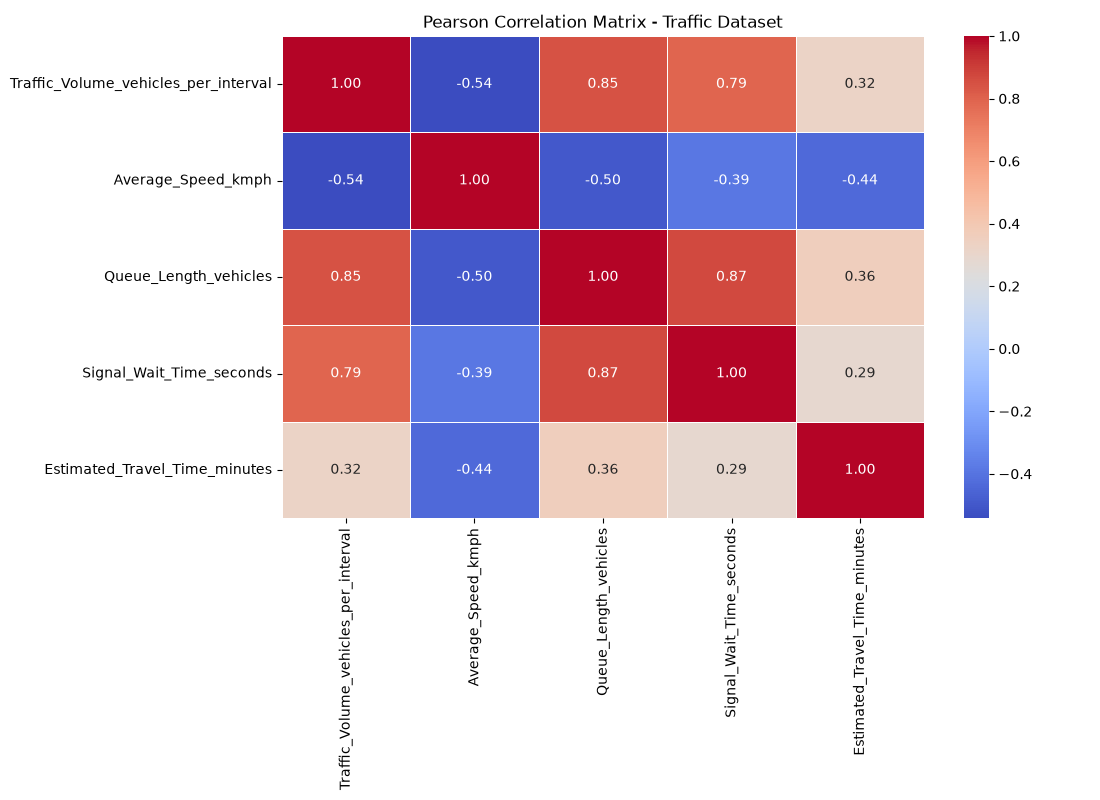 Pearson Correlation Matrix - Traffic Dataset
Traffic_Volume_vehicles_per_interval 1.00 -0.54 0.85 0.79 0.32
Average_Speed_kmph -0.54 1.00 -0.50 -0.39 -0.44
Queue_Length_vehicles 0.85 -0.50 1.00 0.87 0.36
Signal_Wait_Time_seconds 0.79 -0.39 0.87 1.00 0.29
Estimated_Travel_Time_minutes 0.32 -0.44 0.36 0.29 1.00
Traffic_Volume_vehicles_per_interval
Average_Speed_kmph
Queue_Length_vehicles
Signal_Wait_Time_seconds
Estimated_Travel_Time_minutes
1.0
0.8
0.6
0.4
0.2
0.0
−0.2
−0.4